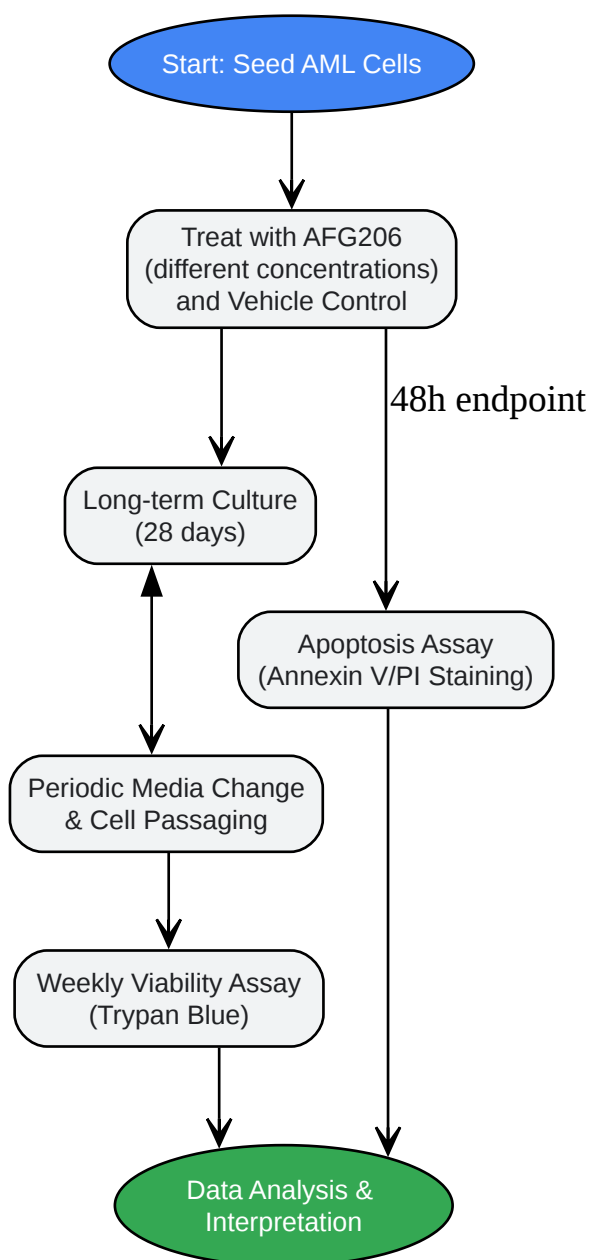 Start: Seed AML Cells
Treat with AFG206
(different concentrations)
and Vehicle Control
48h endpoint
Long-term Culture
(28 days)
Apoptosis Assay
(Annexin V/PI Staining)
Periodic Media Change
& Cell Passaging
Weekly Viability Assay
(Trypan Blue)
Data Analysis &
Interpretation